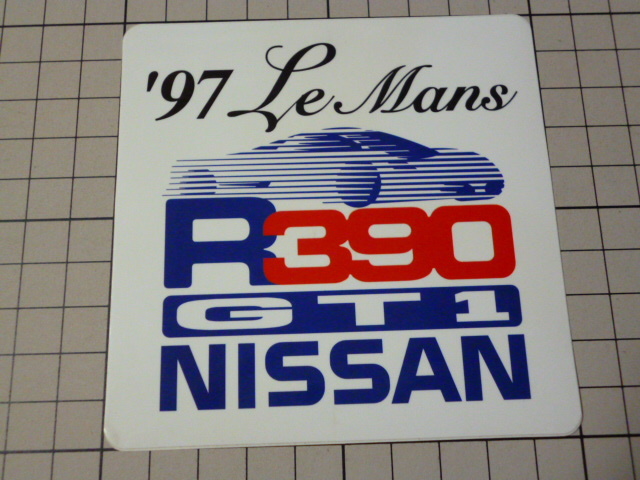 '97 Le Mans
R390
GT1
NISSAN